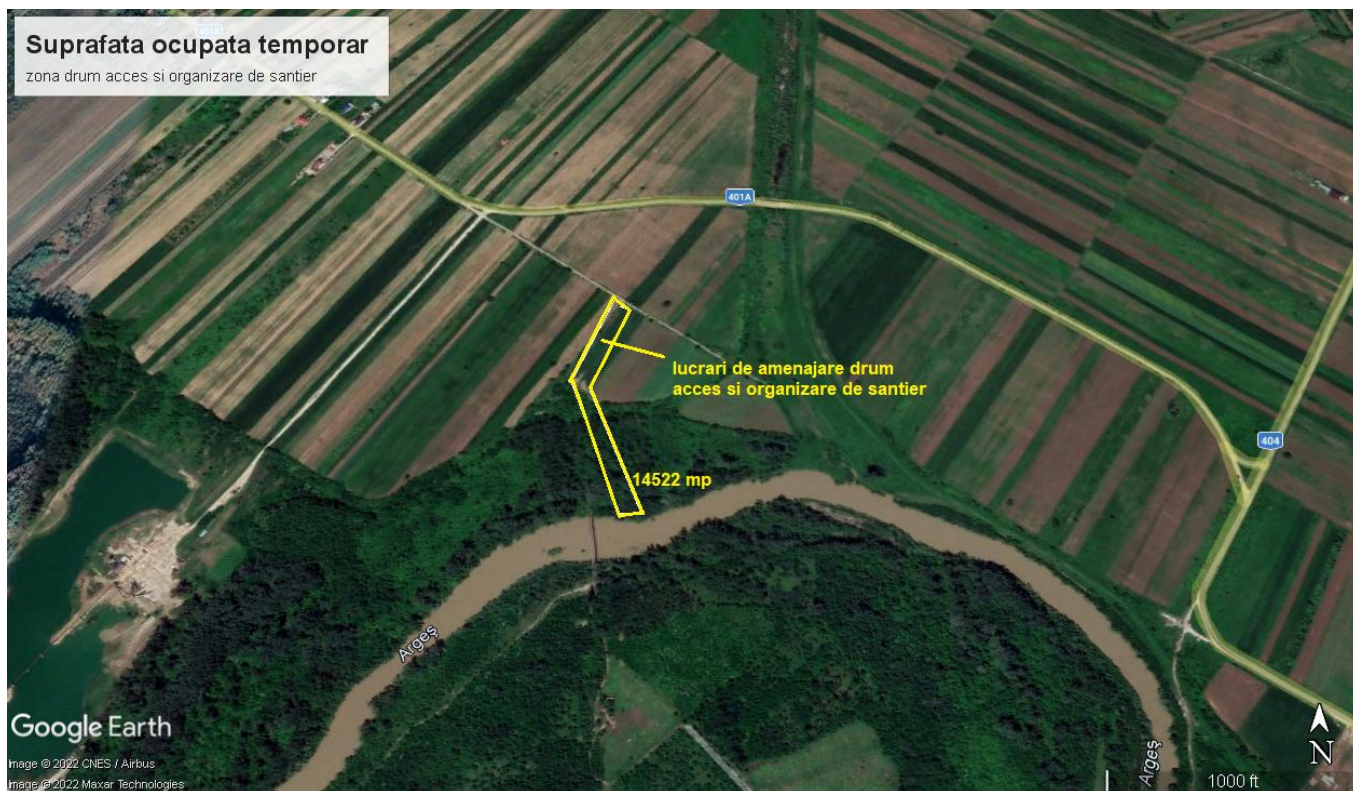 Suprafata ocupata temporar
zona drum acces si organizare de santier
401A
lucrari de amenajare drum
acces si organizare de santier
404
14522 mp
Argeș
Argeș
Google Earth
Image © 2022 CNES / Airbus
Image © 2022 Maxar Technologies
N
1000 ft